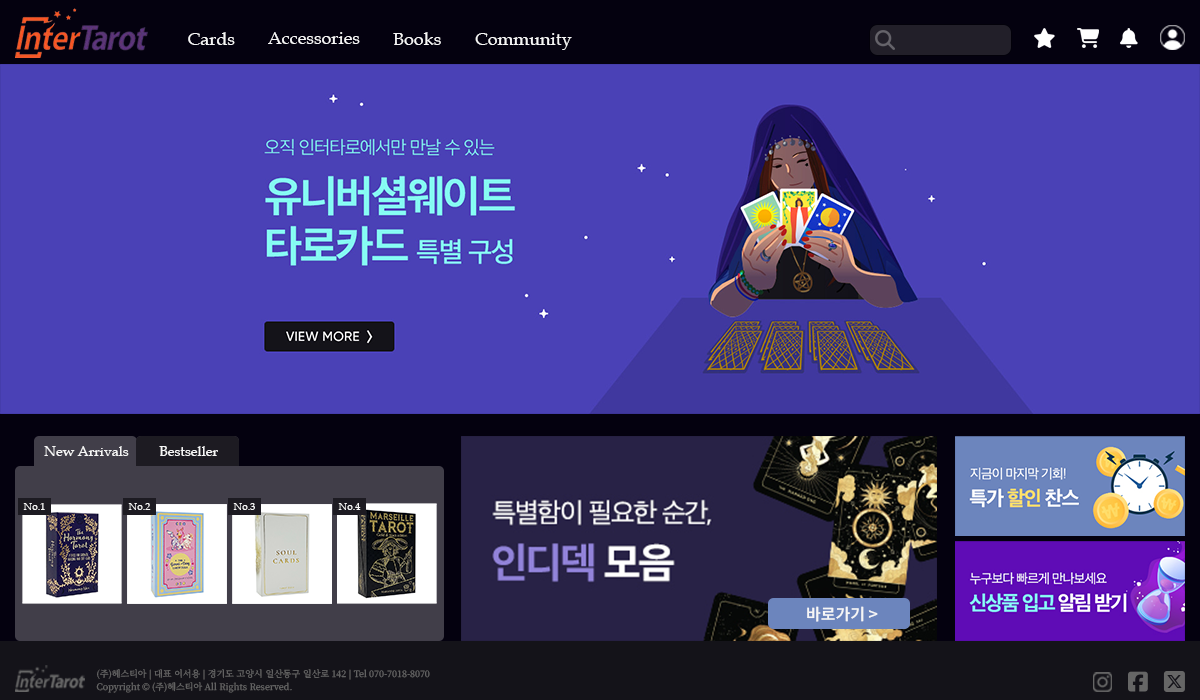 InterTarot
Cards
Accessories
Books
Community
오직 인터타로에서만 만날 수 있는
유니버셜웨이트
타로카드 특별 구성
VIEW MORE ❯
New Arrivals
Bestseller
No.1
The
Harmony
Tarot
No.2
No.3
SOUL
CARDS
No.4
MARSEILLE
TAROT
특별함이 필요한 순간,
인디덱 모음
바로가기 >
지금이 마지막 기회!
특가 할인 찬스
누구보다 빠르게 만나보세요
신상품 입고 알림 받기
InterTarot
(주)헤스티아 | 대표 이서용 | 경기도 고양시 일산동구 일산로 142 | Tel 070-7018-8070
Copyright © (주)헤스티아 All Rights Reserved.